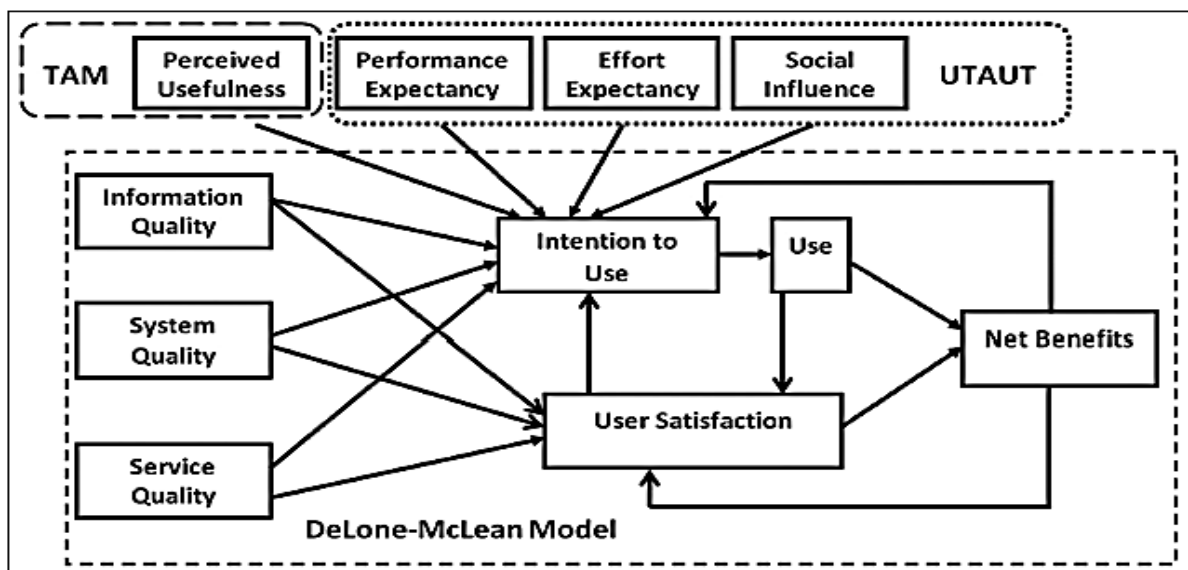 TAM
Perceived
Usefulness
Performance
Expectancy
Effort
Expectancy
Social
Influence
UTAUT
Information
Quality
Intention to
Use
Use
System
Quality
Net Benefits
User Satisfaction
Service
Quality
DeLone-McLean Model